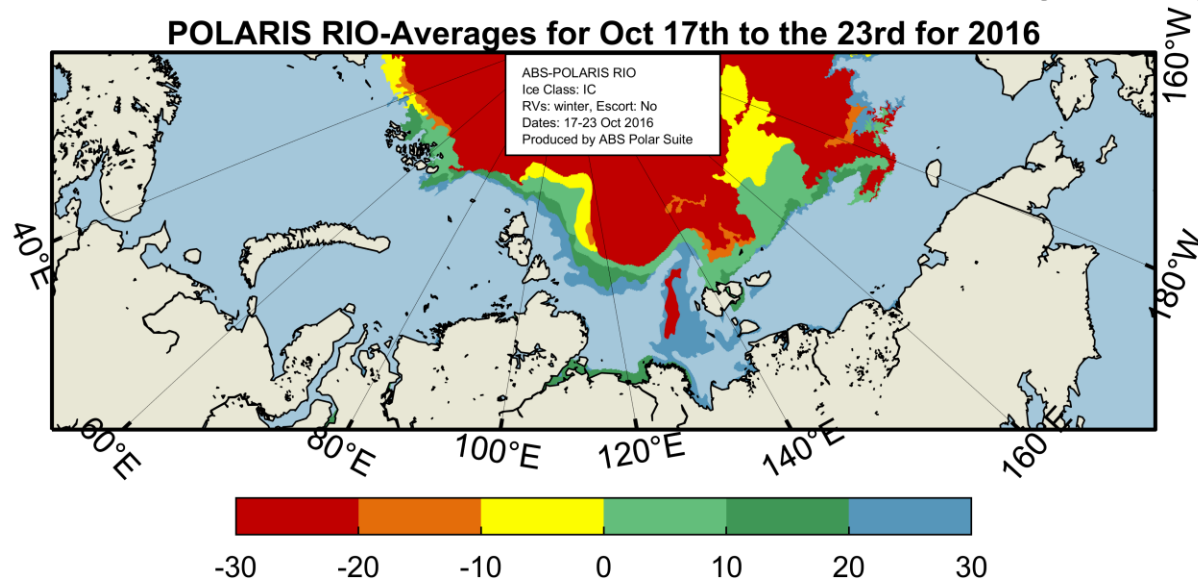 POLARIS RIO-Averages for Oct 17th to the 23rd for 2016
ABS-POLARIS RIO
Ice Class: IC
RVs: winter, Escort: No
Dates: 17-23 Oct 2016
Produced by ABS Polar Suite
160°W
180°W
40°E
60°E
80°E
100°E
120°E
140°E
160°E
-30 -20 -10 0 10 20 30